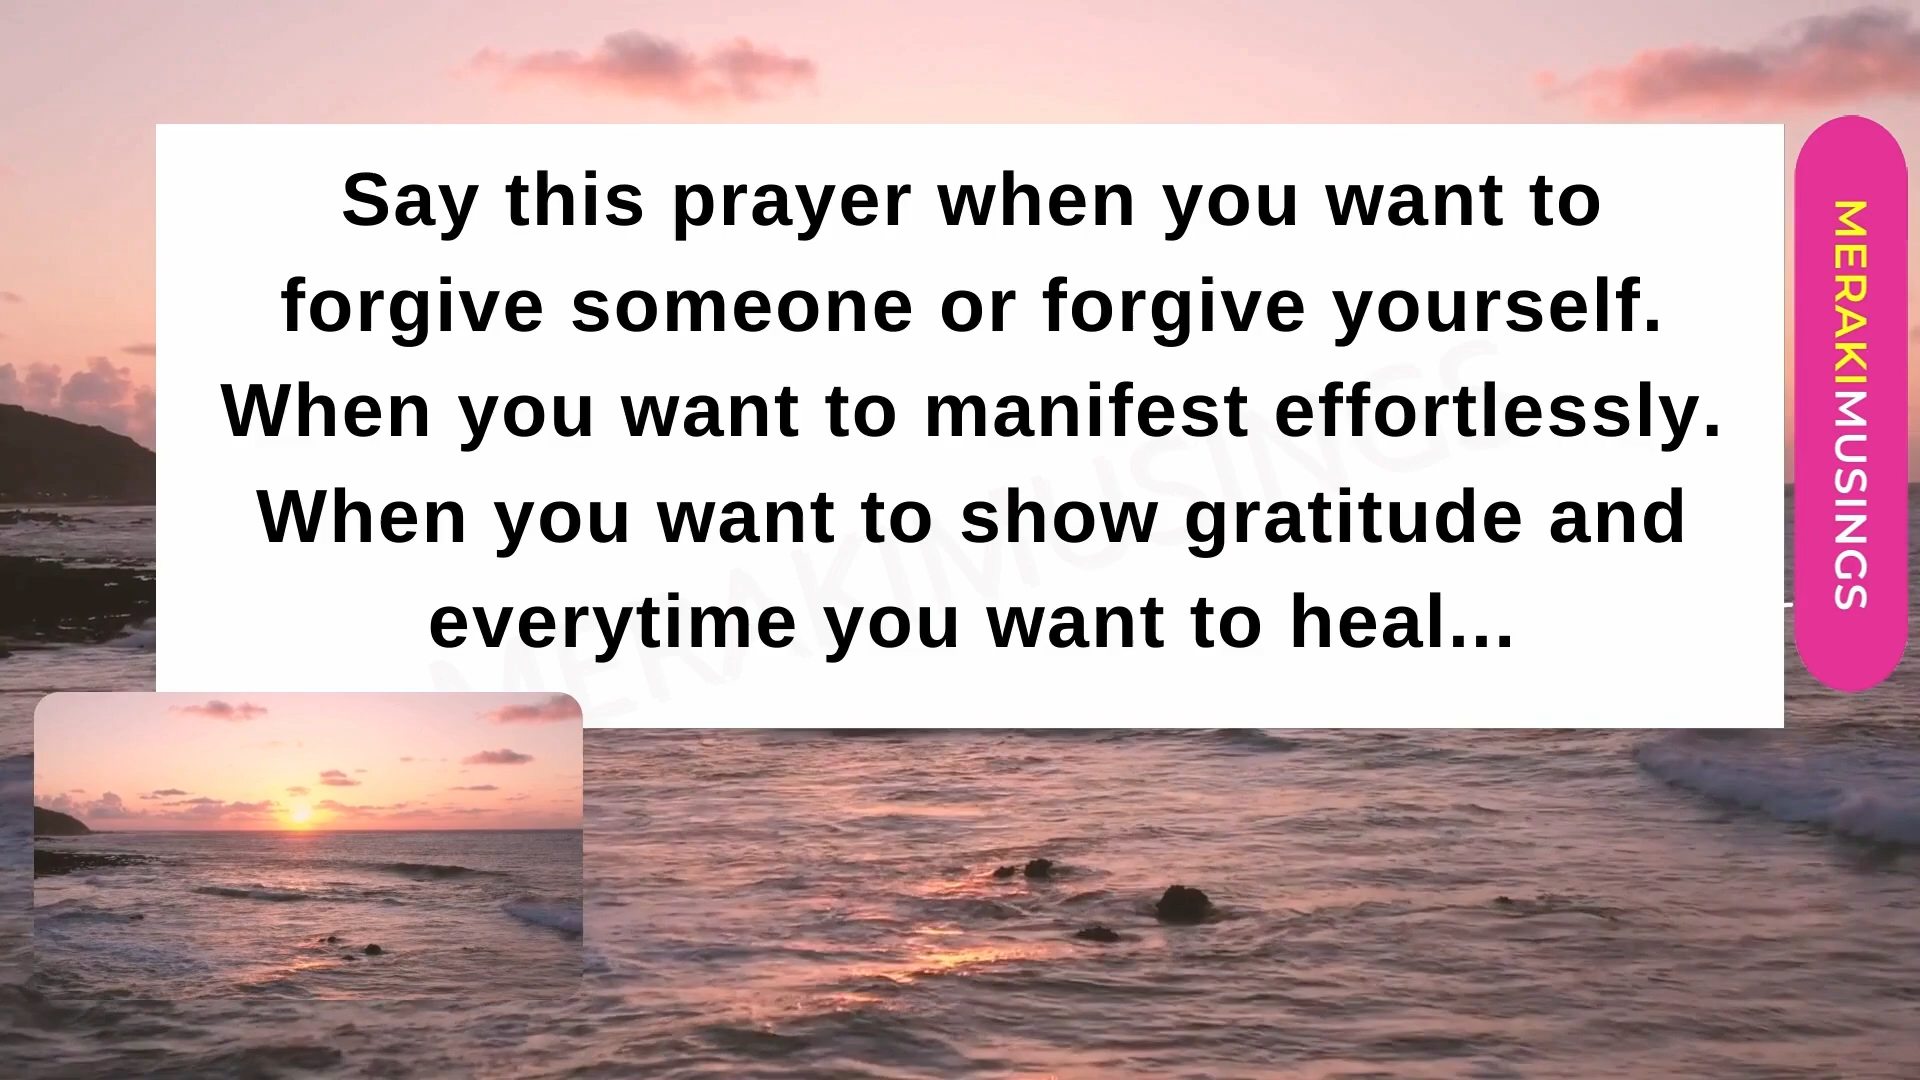 Say this prayer when you want to
forgive someone or forgive yourself.
When you want to manifest effortlessly.
When you want to show gratitude and
everytime you want to heal...
MERAKIMUSINGS
MERAKIMUSINGS